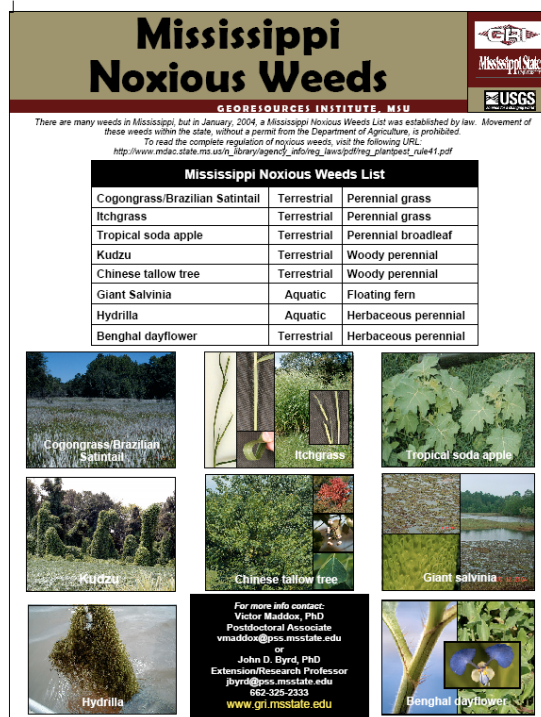 Mississippi
Noxious Weeds
GRI
Mississippi State
USGS
GEORESOURCES INSTITUTE, MSU
There are many weeds in Mississippi, but in January, 2004, a Mississippi Noxious Weeds List was established by law. Movement of
these weeds within the state, without a permit from the Department of Agriculture, is prohibited.
To read the complete regulation of noxious weeds, visit the following URL:
http://www.mdac.state.ms.us/n_library/agency_info/reg_laws/pdf/reg_plantpest_rule41.pdf
Mississippi Noxious Weeds List
Cogongrass/Brazilian Satintail Terrestrial Perennial grass
Itchgrass Terrestrial Perennial grass
Tropical soda apple Terrestrial Perennial broadleaf
Kudzu Terrestrial Woody perennial
Chinese tallow tree Terrestrial Woody perennial
Giant Salvinia Aquatic Floating fern
Hydrilla Aquatic Herbaceous perennial
Benghal dayflower Terrestrial Herbaceous perennial
Cogongrass/Brazilian
Satintail
Itchgrass
Tropical soda apple
Kudzu
Chinese tallow tree
Giant salvinia
Hydrilla
For more info contact:
Victor Maddox, PhD
Postdoctoral Associate
vmaddox@pss.msstate.edu
or
John D. Byrd, PhD
Extension/Research Professor
jbyrd@pss.msstate.edu
662-325-2333
www.gri.msstate.edu
Benghal dayflower